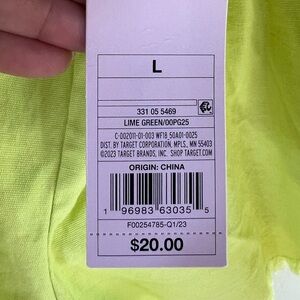 L
331 05 5469
LIME GREEN/00PG25
C-002011-01-003 WF18 50A01-0025
DIST. BY TARGET CORPORATION, MPLS, MN 55403
©2023 TARGET BRANDS, INC. SHOP TARGET.COM
ORIGIN: CHINA
1 96983 63035 5
F00254785-Q1/23
$20.00